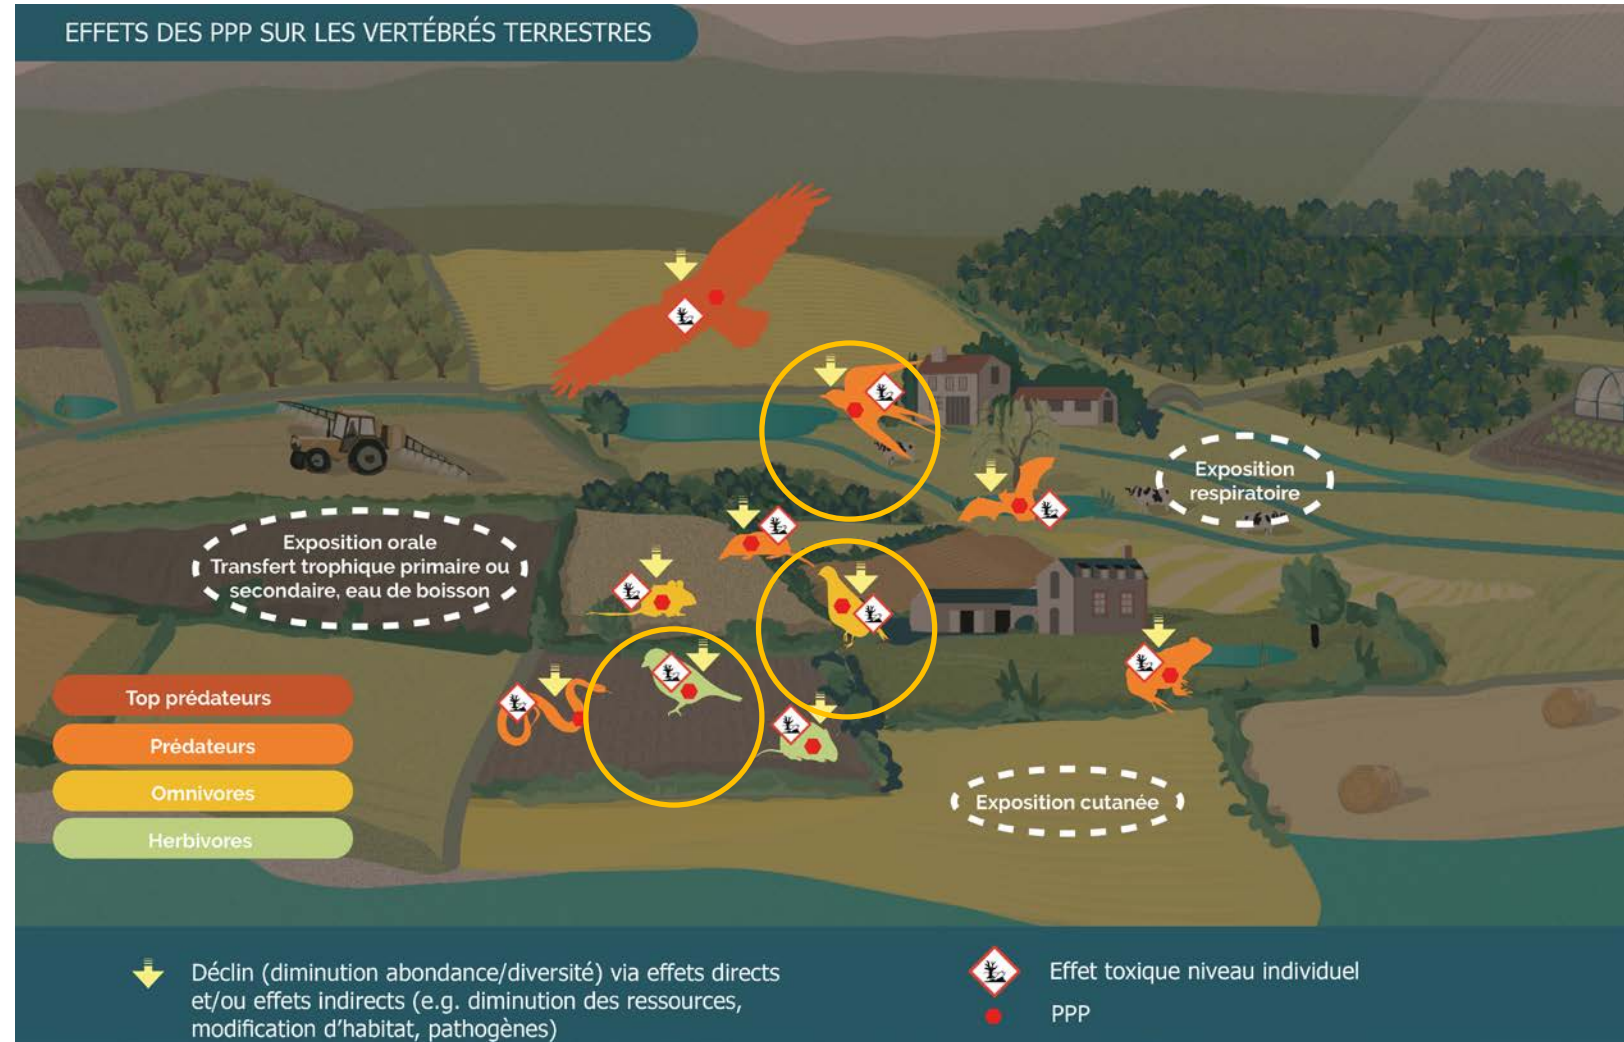 EFFETS DES PPP SUR LES VERTÉBRÉS TERRESTRES
Exposition
respiratoire
Exposition orale
Transfert trophique primaire ou
secondaire, eau de boisson
Top prédateurs
Prédateurs
Omnivores
Herbivores
Exposition cutanée
Déclin (diminution abondance/diversité) via effets directs
et/ou effets indirects (e.g. diminution des ressources,
modification d'habitat, pathogènes)
Effet toxique niveau individuel
PPP